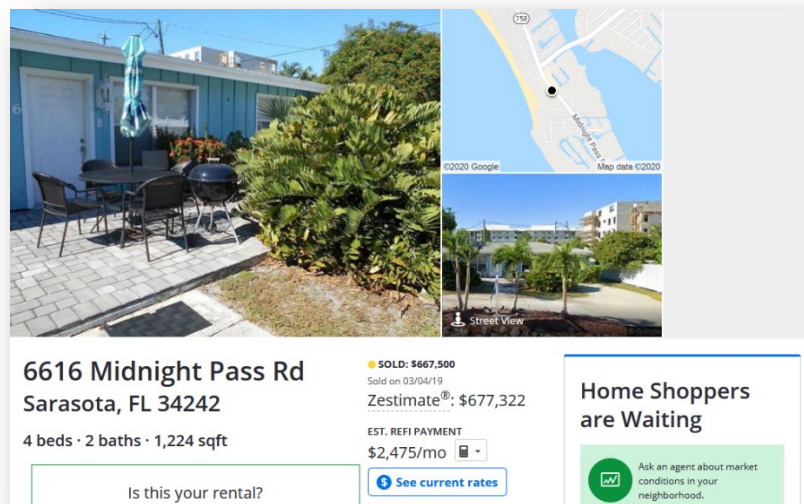 758
Midnight Pass
©2020 Google
Map data ©2020
6
B
Street View
© Google
6616 Midnight Pass Rd
Sarasota, FL 34242
4 beds · 2 baths · 1,224 sqft
Is this your rental?
SOLD: $667,500
Sold on 03/04/19
Zestimate®: $677,322
EST. REFI PAYMENT
$2,475/mo
$ See current rates
Home Shoppers
are Waiting
Ask an agent about market
conditions in your
neighborhood.